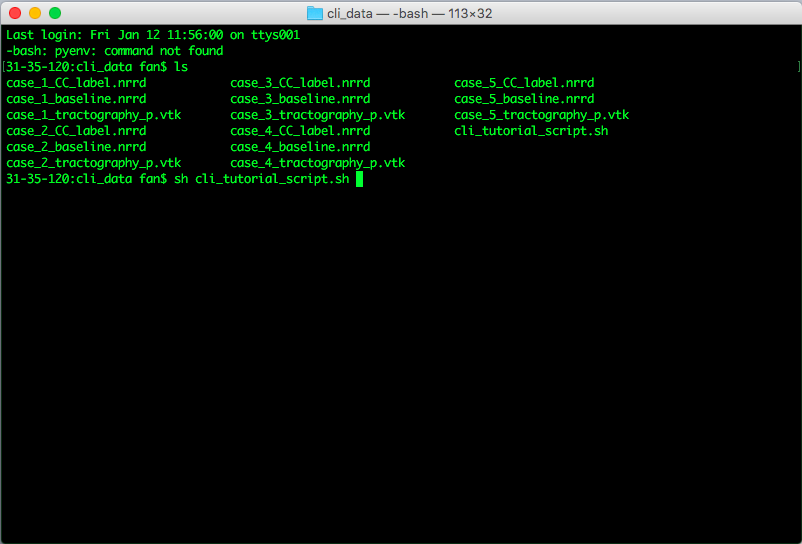 cli_data — -bash — 113×32
Last login: Fri Jan 12 11:56:00 on ttys001
-bash: pyenv: command not found
[31-35-120:cli_data fan$ ls ]
case_1_CC_label.nrrd case_3_CC_label.nrrd case_5_CC_label.nrrd
case_1_baseline.nrrd case_3_baseline.nrrd case_5_baseline.nrrd
case_1_tractography_p.vtk case_3_tractography_p.vtk case_5_tractography_p.vtk
case_2_CC_label.nrrd case_4_CC_label.nrrd cli_tutorial_script.sh
case_2_baseline.nrrd case_4_baseline.nrrd
case_2_tractography_p.vtk case_4_tractography_p.vtk
31-35-120:cli_data fan$ sh cli_tutorial_script.sh